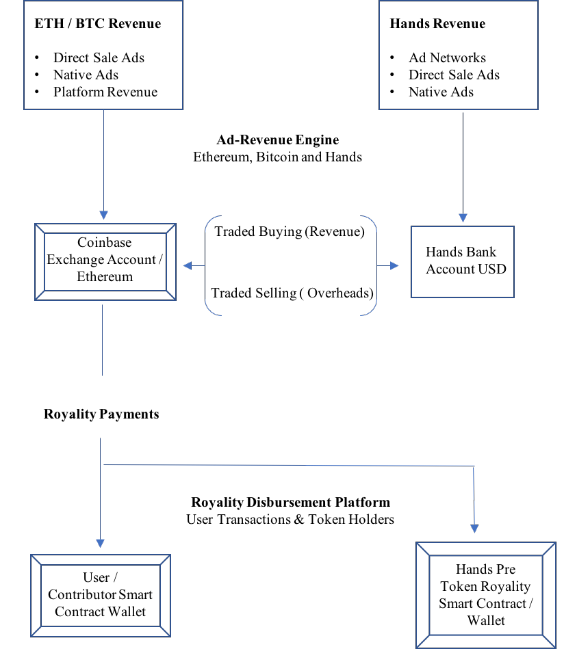 ETH / BTC Revenue
• Direct Sale Ads
• Native Ads
• Platform Revenue
Hands Revenue
• Ad Networks
• Direct Sale Ads
• Native Ads
Ad-Revenue Engine
Ethereum, Bitcoin and Hands
Coinbase
Exchange Account /
Ethereum
Traded Buying (Revenue)
Traded Selling ( Overheads)
Hands Bank
Account USD
Royality Payments
Royality Disbursement Platform
User Transactions & Token Holders
User /
Contributor Smart
Contract Wallet
Hands Pre
Token Royality
Smart Contract /
Wallet